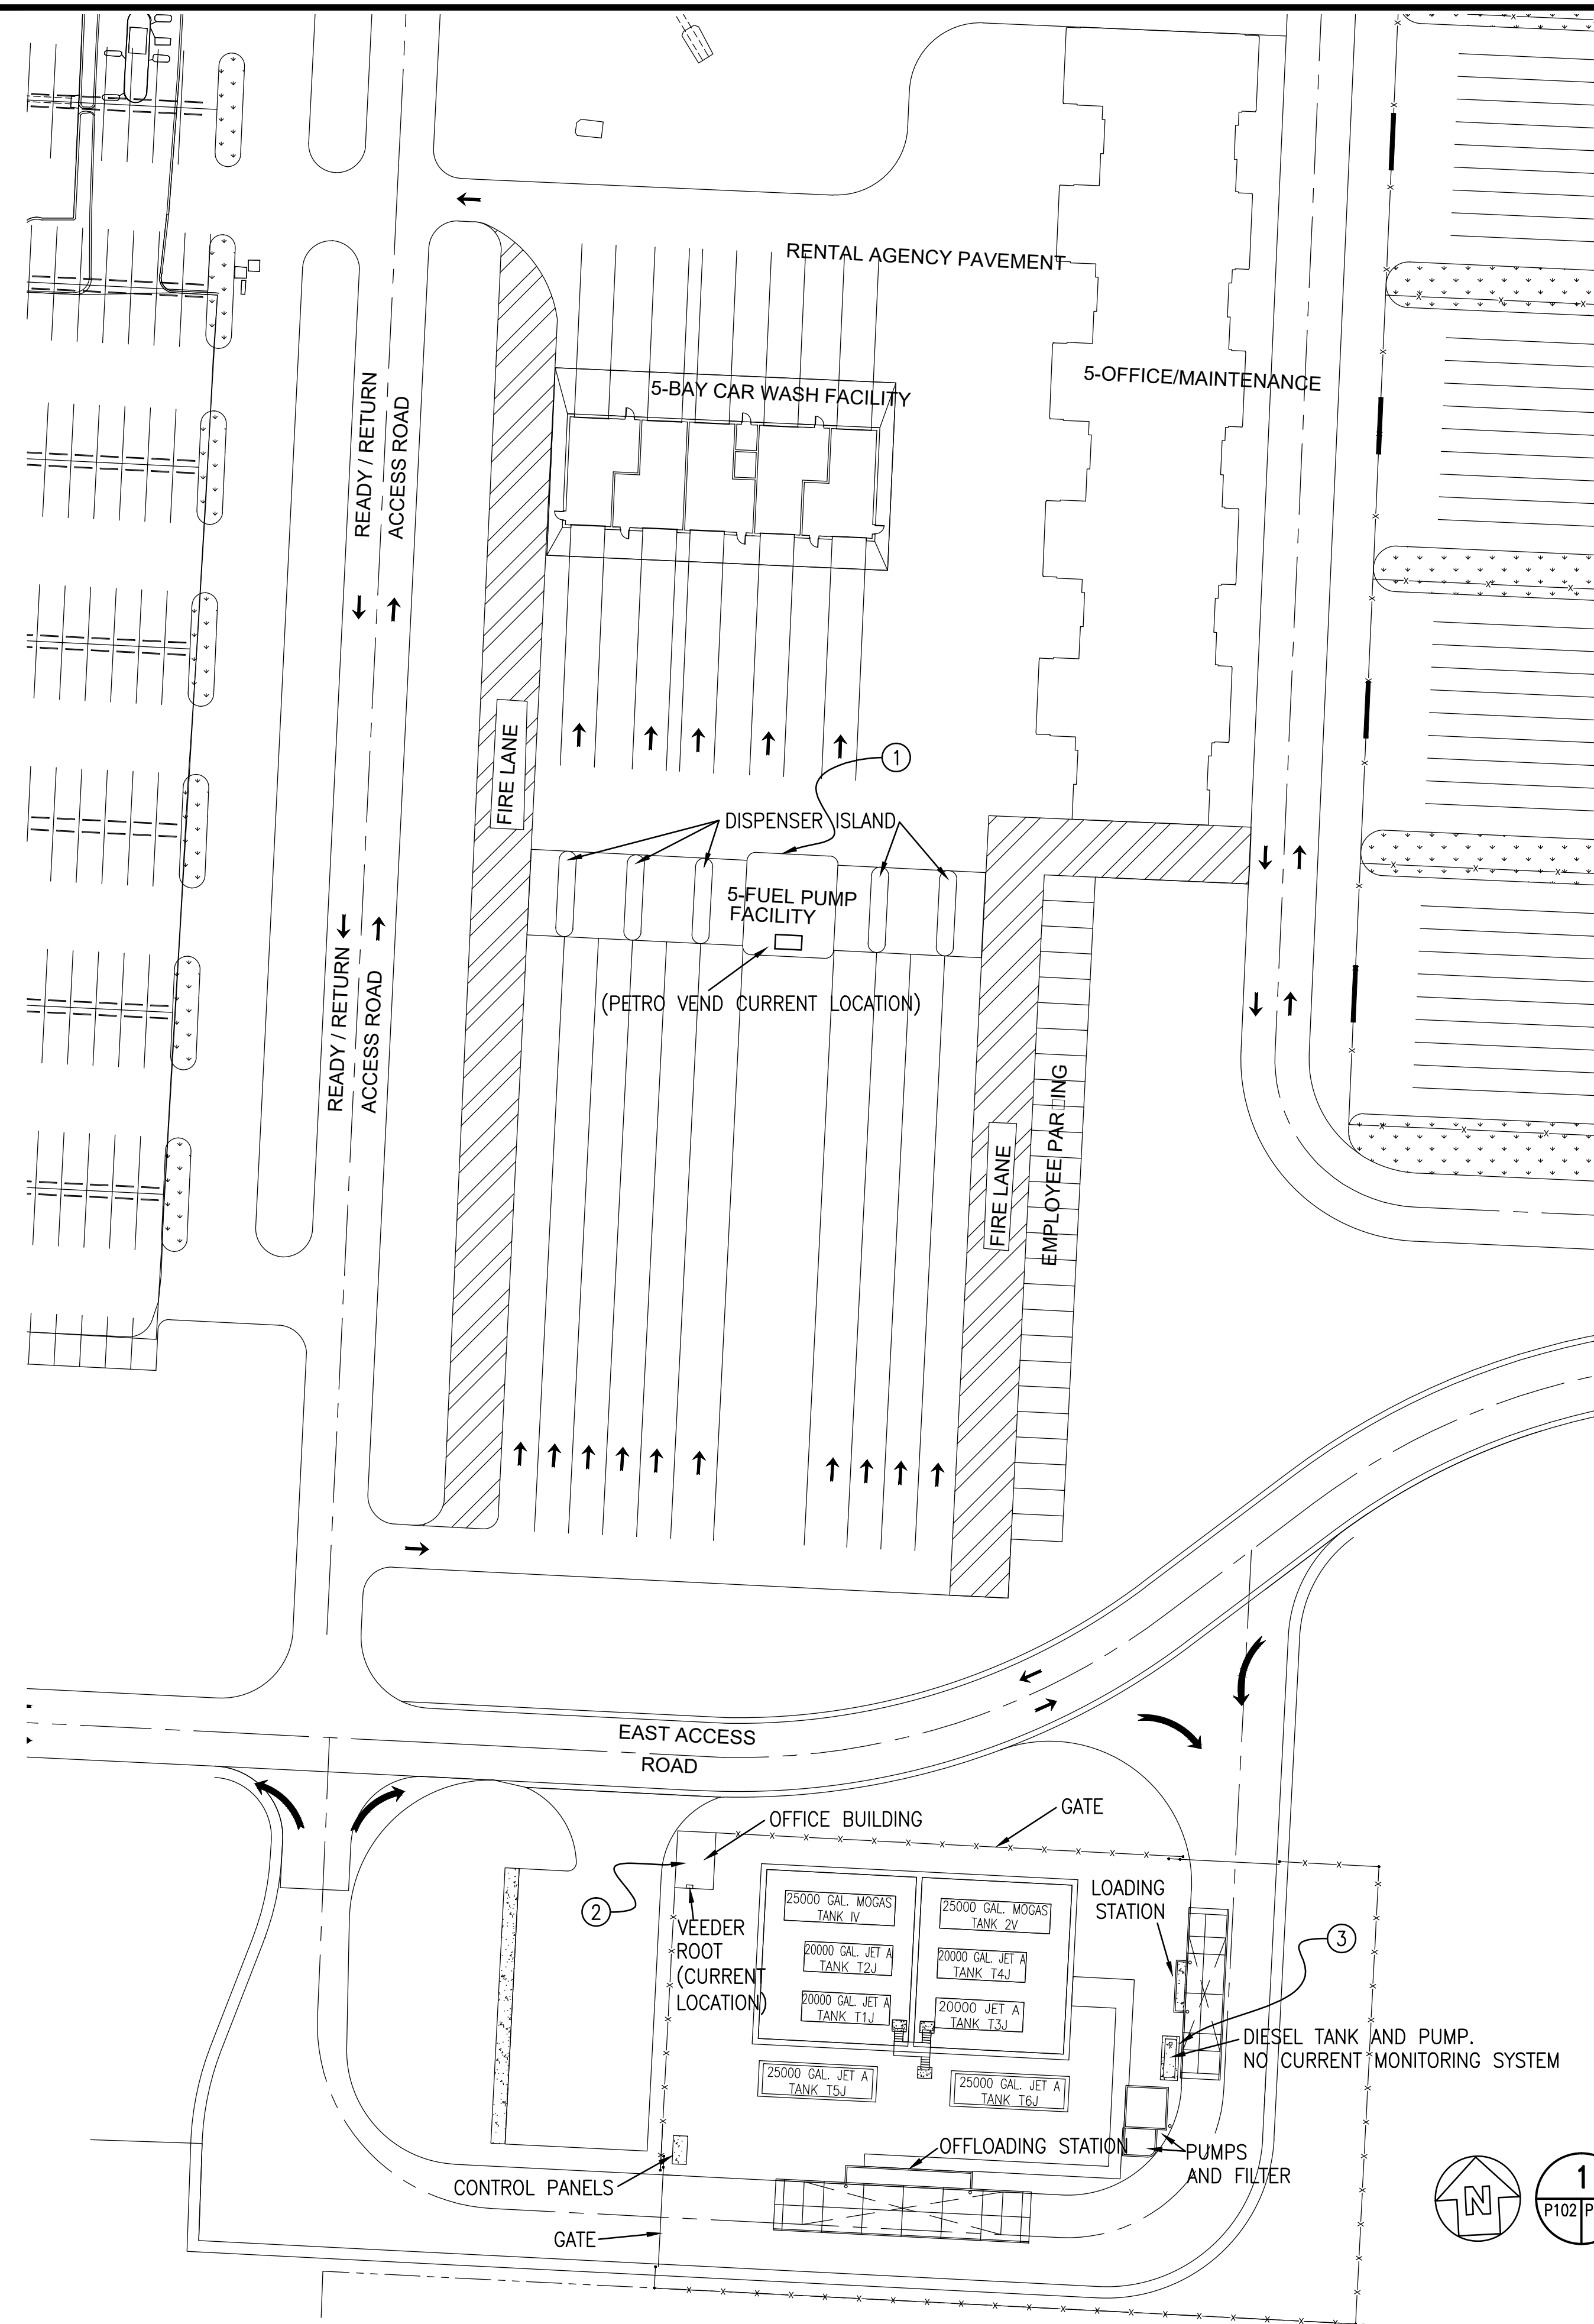 RENTAL AGENCY PAVEMENT
5-OFFICE/MAINTENANCE
5-BAY CAR WASH FACILITY
READY / RETURN
ACCESS ROAD
FIRE LANE
1
DISPENSER ISLAND
5-FUEL PUMP
FACILITY
(PETRO VEND CURRENT LOCATION)
READY / RETURN
ACCESS ROAD
FIRE LANE
EMPLOYEE PAR□ING
EAST ACCESS
ROAD
OFFICE BUILDING
GATE
2
VEEDER
ROOT
(CURRENT
LOCATION)
25000 GAL. MOGAS
TANK IV
25000 GAL. MOGAS
TANK 2V
20000 GAL. JET A
TANK T2J
20000 GAL. JET A
TANK T4J
20000 GAL. JET A
TANK T1J
20000 JET A
TANK T3J
25000 GAL. JET A
TANK T5J
25000 GAL. JET A
TANK T6J
LOADING
STATION
3
DIESEL TANK AND PUMP.
NO CURRENT MONITORING SYSTEM
OFFLOADING STATION
PUMPS
AND FILTER
CONTROL PANELS
GATE
N
1
P102 P